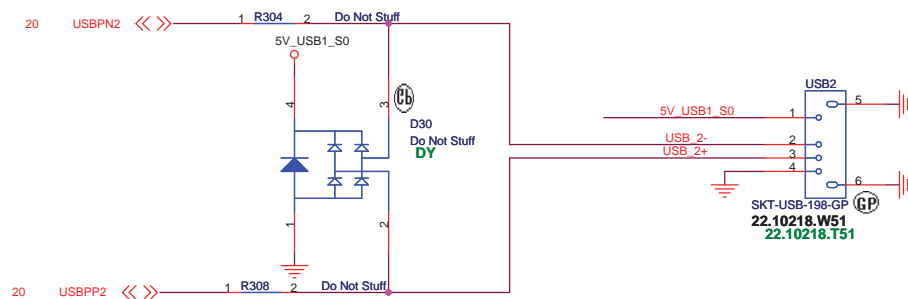 20 USBPN2 1 R304 2 Do Not Stuff
5V_USB1_S0
4 3
D30
Do Not Stuff
DY
1 2
20 USBPP2 1 R308 2 Do Not Stuff
USB2
5
5V_USB1_S0 1
USB_2- 2
USB_2+ 3
4
6
SKT-USB-198-GP GP
22.10218.W51
22.10218.T51